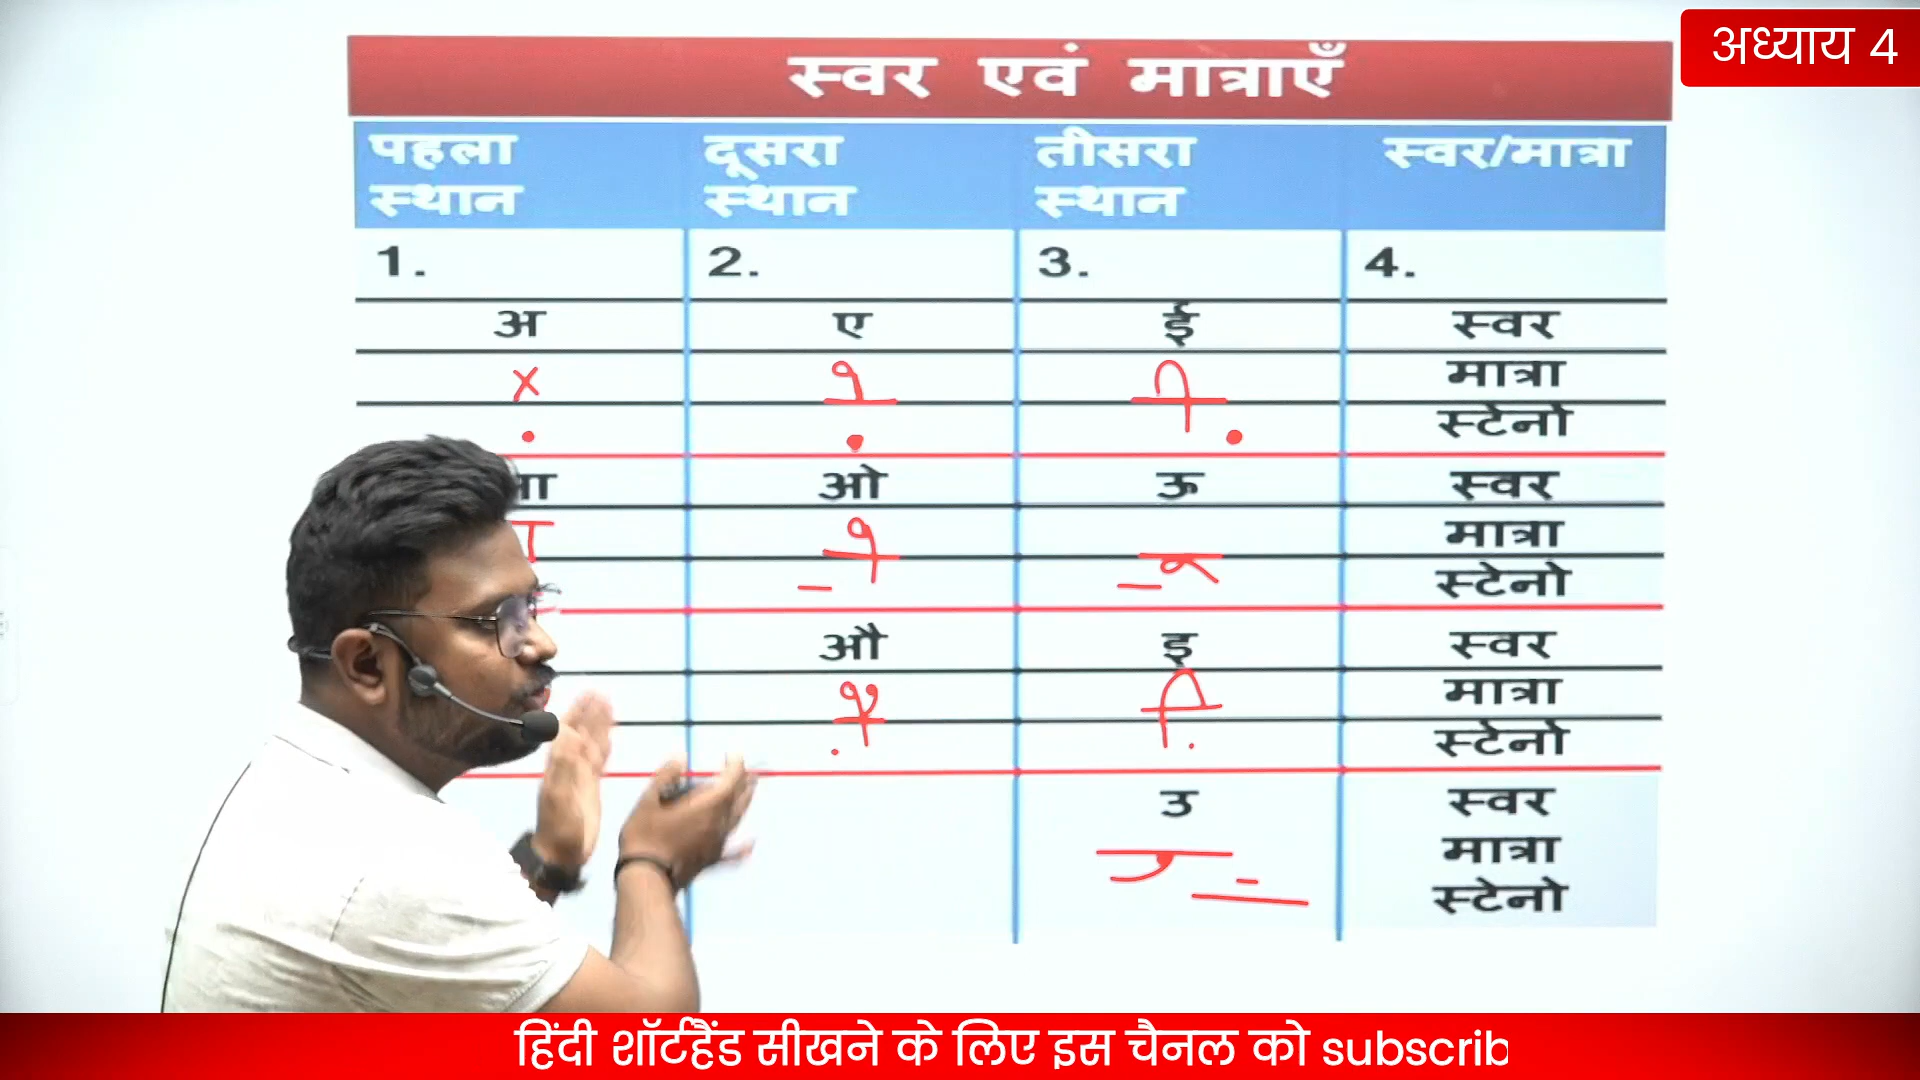 अध्याय 4
स्वर एवं मात्राएँ
पहला स्थान दूसरा स्थान तीसरा स्थान स्वर/मात्रा
1. 2. 3. 4.
अ ए ई स्वर
x े ी मात्रा
. . . स्टेनो
ओ ऊ स्वर
ा ो ू मात्रा
– – स्टेनो
औ इ स्वर
ौ ि मात्रा
. . स्टेनो
उ स्वर
ु मात्रा
- स्टेनो
हिंदी शॉर्टहैंड सीखने के लिए इस चैनल को subscrib